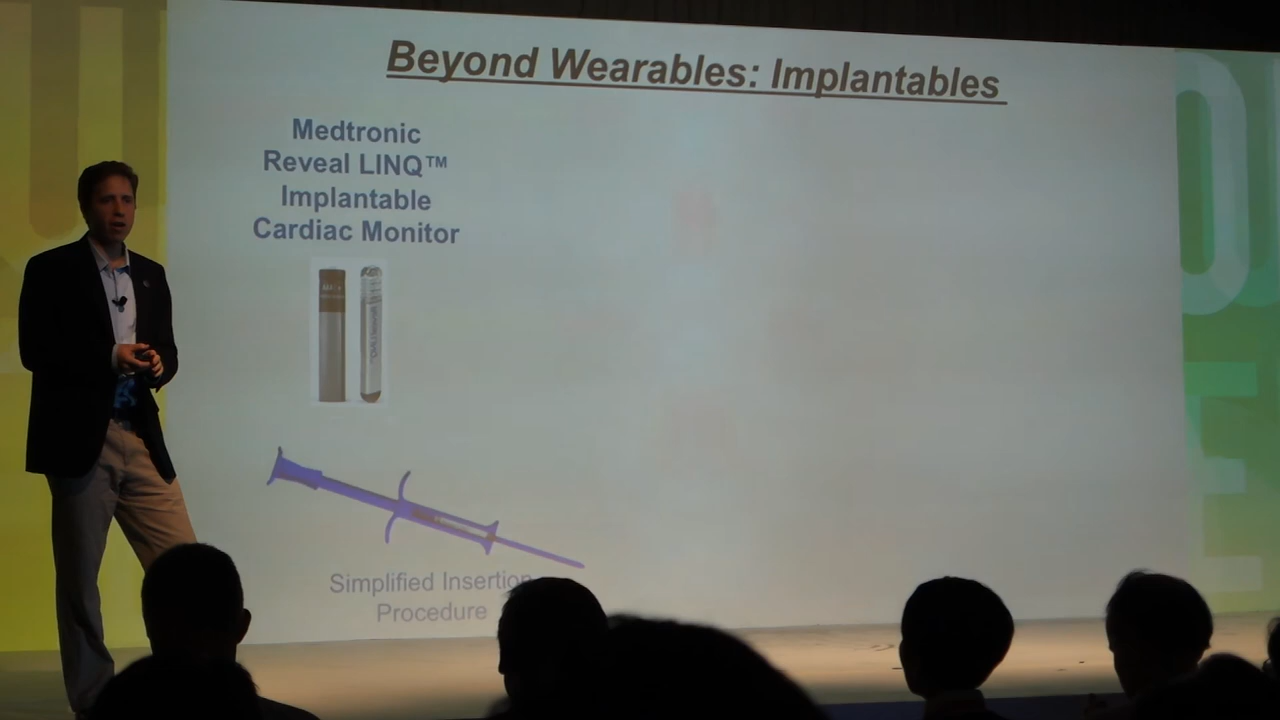 Beyond Wearables: Implantables
Medtronic
Reveal LINQ™
Implantable
Cardiac Monitor
Simplified Insertion
Procedure